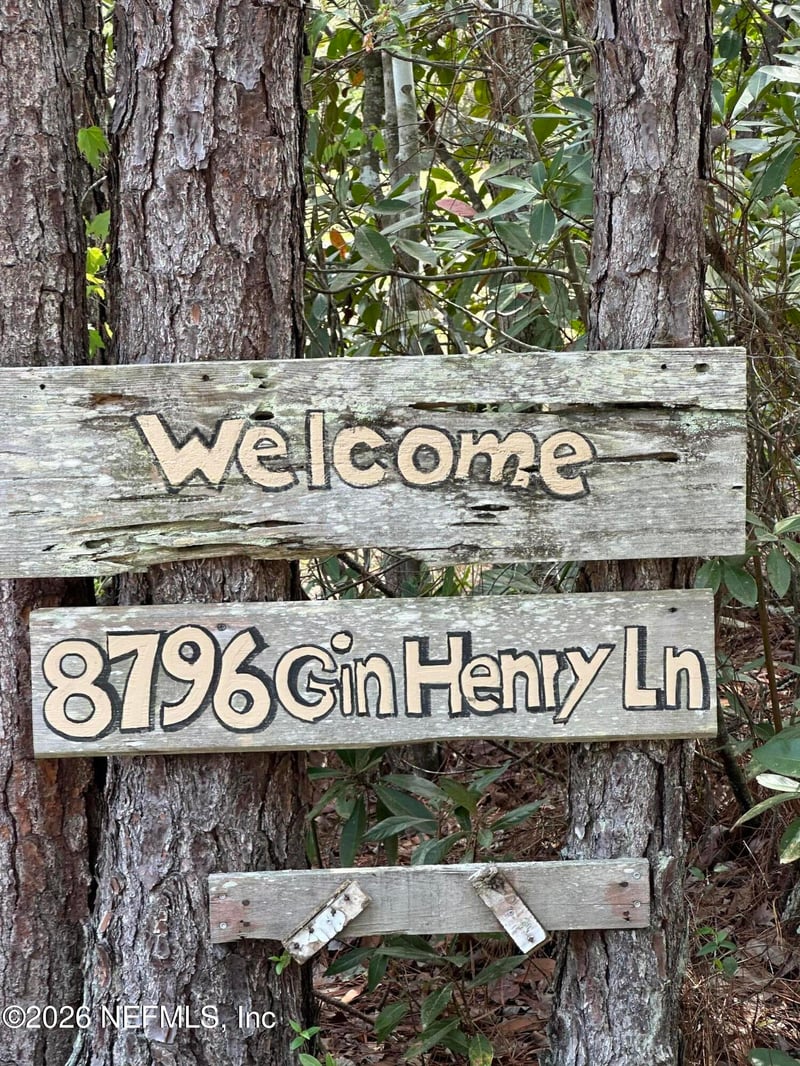 Welcome
8796 Gin Henry Ln
©2026 NEFMLS, Inc